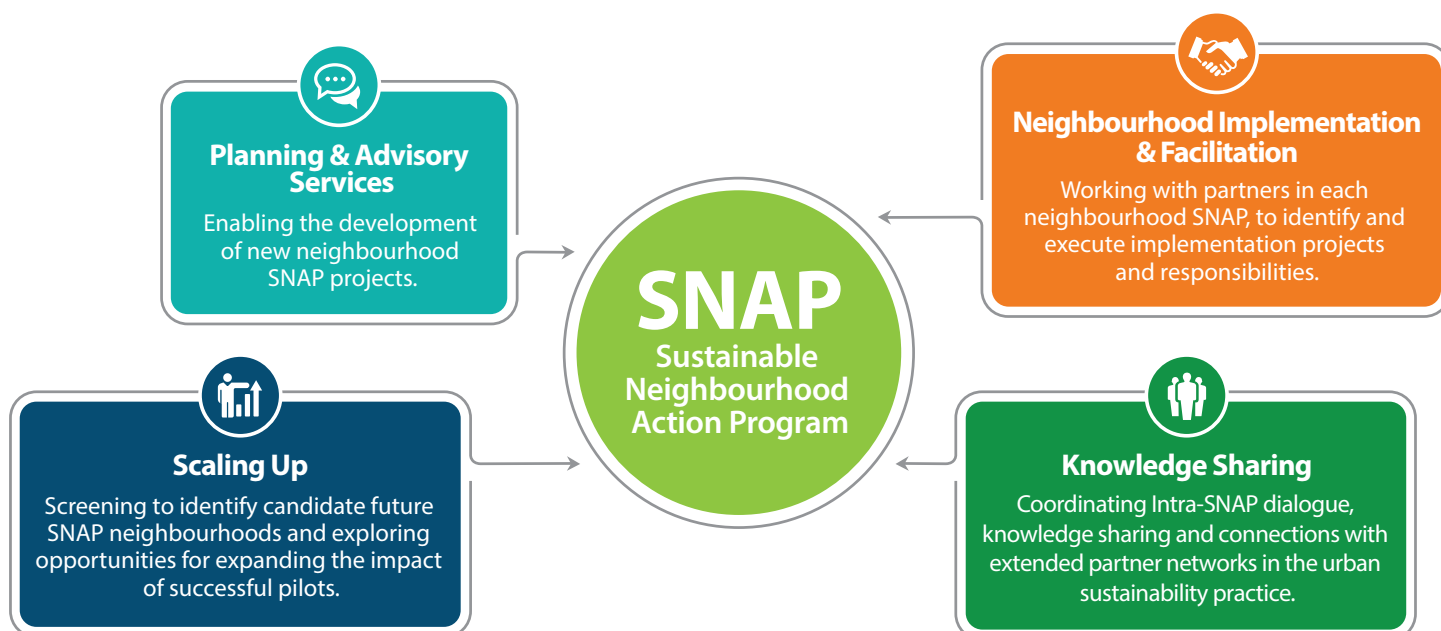 Planning & Advisory
Services
Enabling the development
of new neighbourhood
SNAP projects.
Neighbourhood Implementation
& Facilitation
Working with partners in each
neighbourhood SNAP, to identify and
execute implementation projects
and responsibilities.
SNAP
Sustainable
Neighbourhood
Action Program
Scaling Up
Screening to identify candidate future
SNAP neighbourhoods and exploring
opportunities for expanding the impact
of successful pilots.
Knowledge Sharing
Coordinating Intra-SNAP dialogue,
knowledge sharing and connections with
extended partner networks in the urban
sustainability practice.